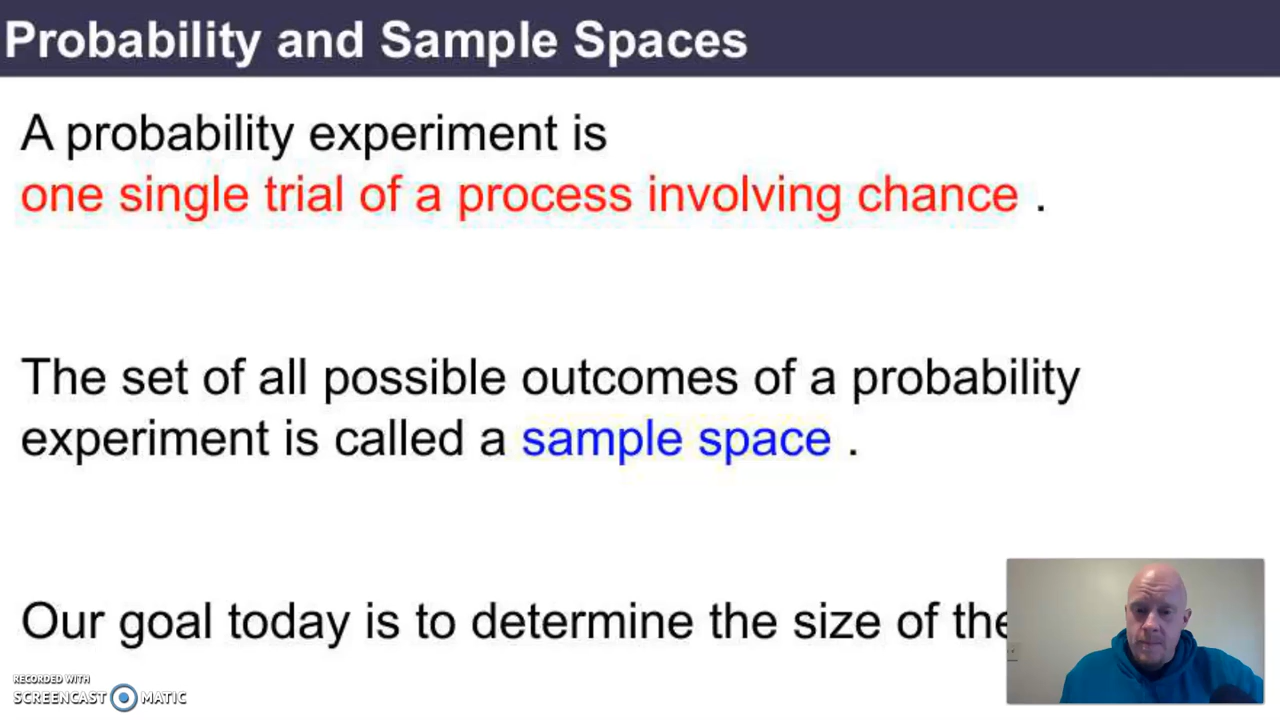 Probability and Sample Spaces
A probability experiment is
one single trial of a process involving chance .
The set of all possible outcomes of a probability
experiment is called a sample space .
Our goal today is to determine the size of the
RECORDED WITH
SCREENCAST MATIC